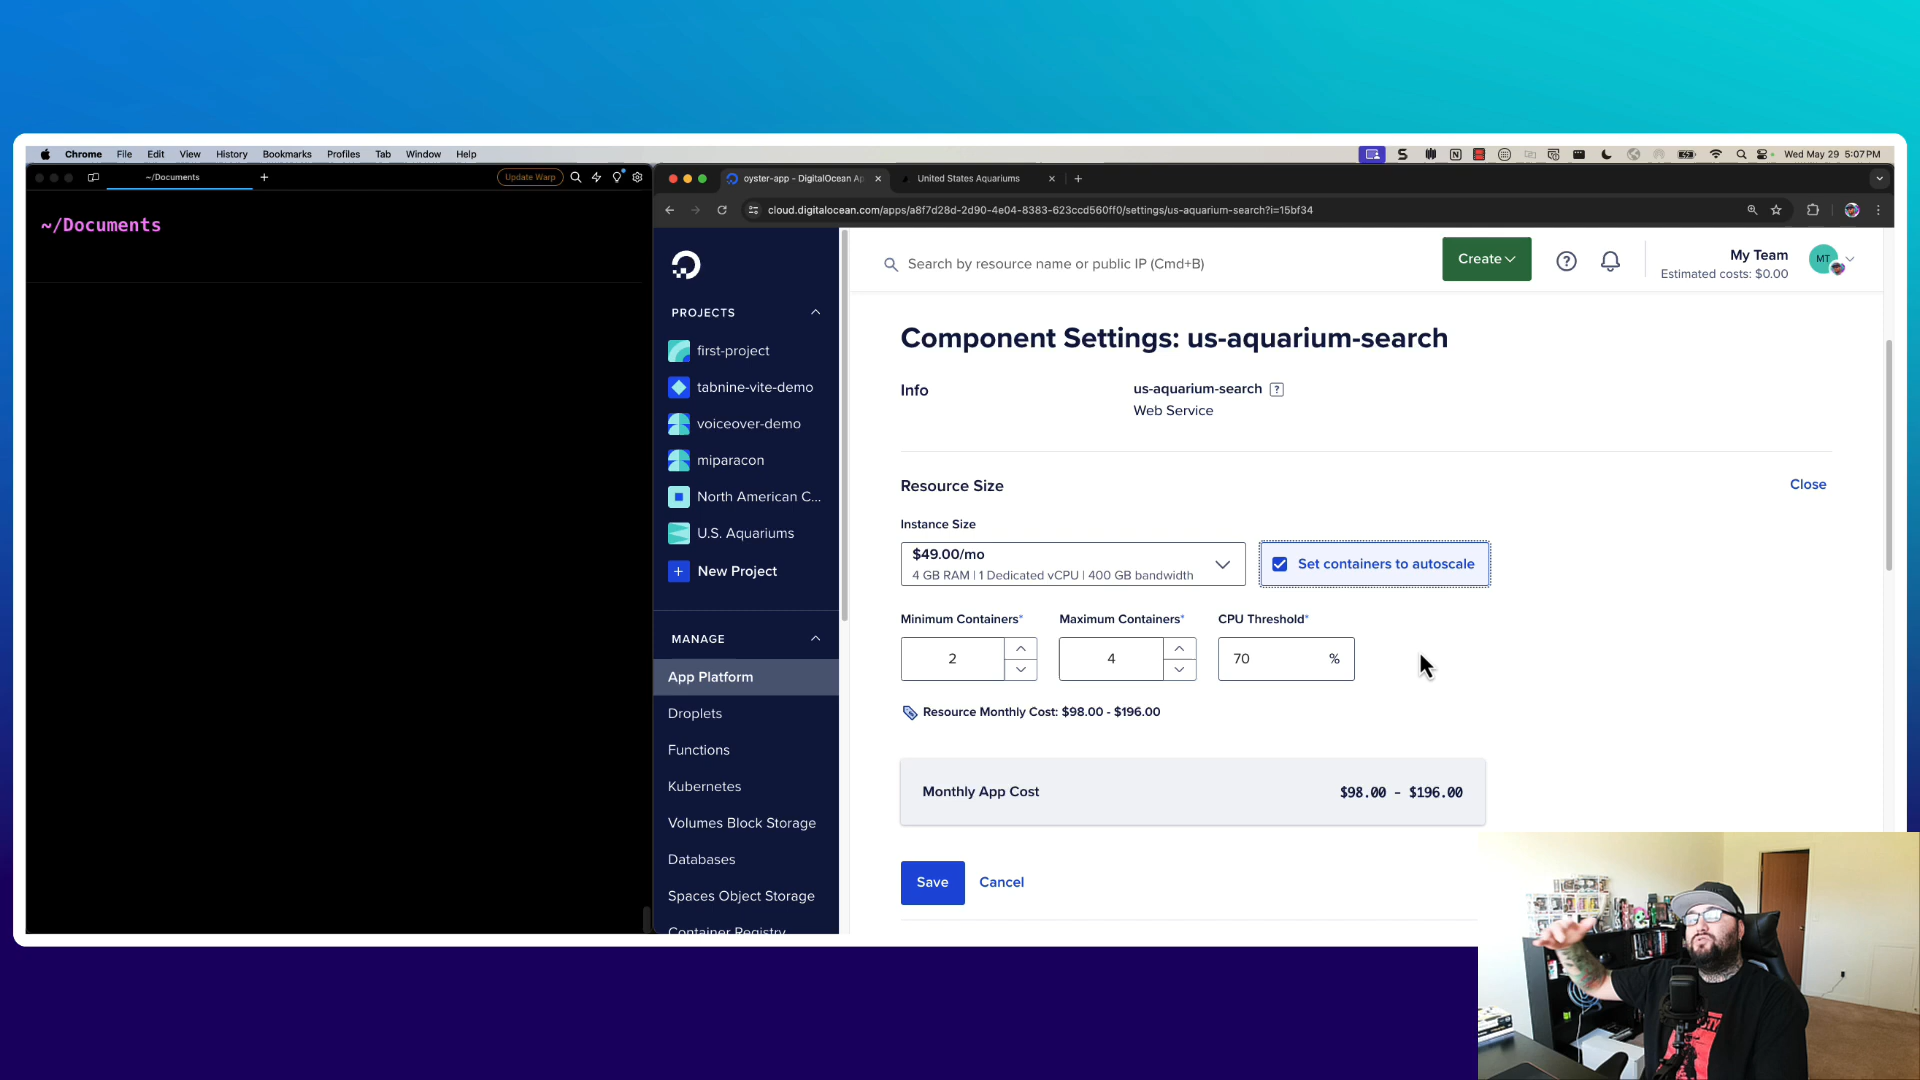 Chrome File Edit View History Bookmarks Profiles Tab Window Help
Wed May 29 5:07 PM
~/Documents
Update Warp
~/Documents
oyster-app - DigitalOcean Ap
United States Aquariums
cloud.digitalocean.com/apps/a8f7d28d-2d90-4e04-8383-623ccd560ff0/settings/us-aquarium-search?i=15bf34
PROJECTS
first-project
tabnine-vite-demo
voiceover-demo
miparacon
North American C...
U.S. Aquariums
New Project
MANAGE
App Platform
Droplets
Functions
Kubernetes
Volumes Block Storage
Databases
Spaces Object Storage
Container Registry
Search by resource name or public IP (Cmd+B)
Create
My Team
Estimated costs: $0.00
MT
Component Settings: us-aquarium-search
Info
us-aquarium-search ?
Web Service
Resource Size
Close
Instance Size
$49.00/mo
4 GB RAM | 1 Dedicated vCPU | 400 GB bandwidth
Set containers to autoscale
Minimum Containers* Maximum Containers* CPU Threshold*
2 4 70 %
Resource Monthly Cost: $98.00 - $196.00
Monthly App Cost $98.00 - $196.00
Save Cancel